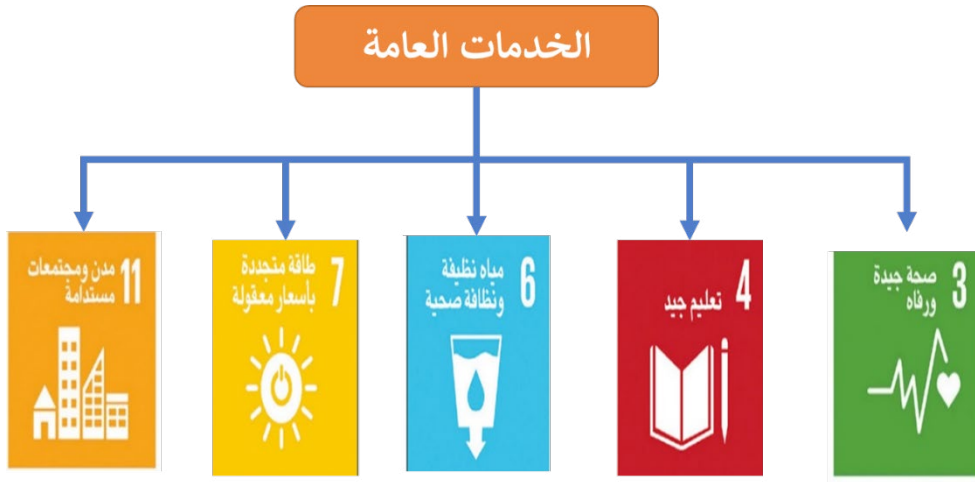 الخدمات العامة
3 صحة جيدة
ورفاه
4 تعليم جيد
6 مياه نظيفة
ونظافة صحية
7 طاقة متجددة
بأسعار معقولة
11 مدن ومجتمعات
مستدامة